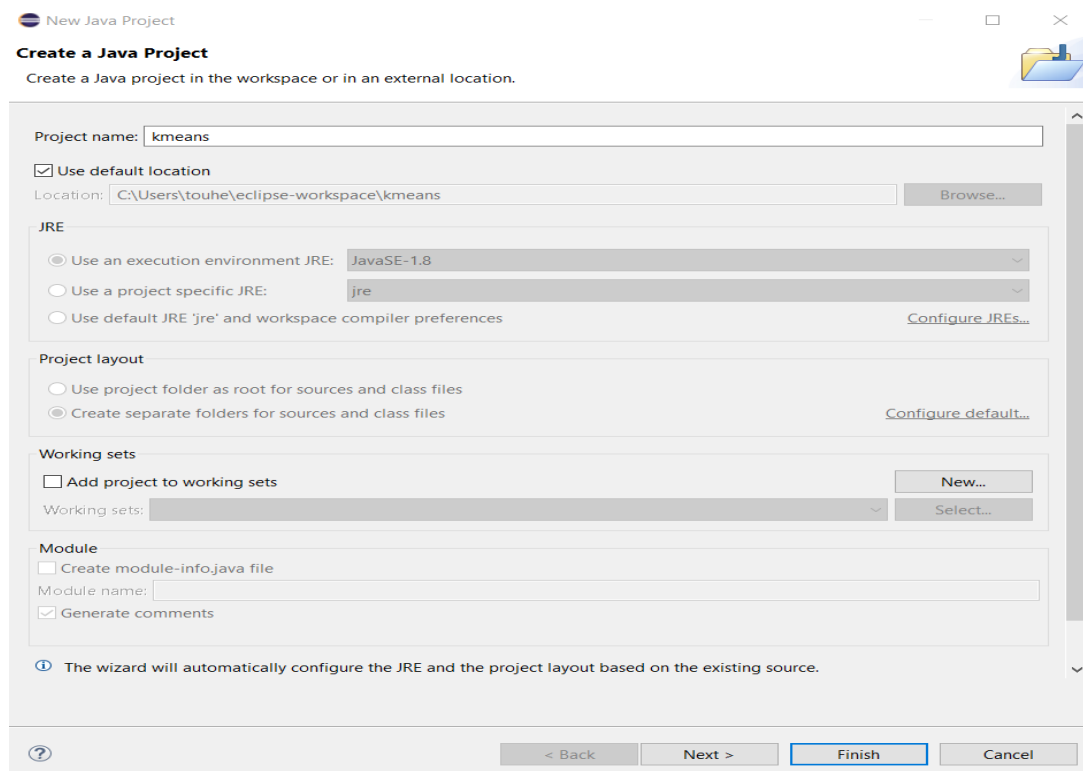 New Java Project
Create a Java Project
Create a Java project in the workspace or in an external location.
Project name: kmeans
Use default location
Location: C:\Users\touhe\eclipse-workspace\kmeans Browse...
JRE
Use an execution environment JRE: JavaSE-1.8
Use a project specific JRE: jre
Use default JRE 'jre' and workspace compiler preferences Configure JREs...
Project layout
Use project folder as root for sources and class files
Create separate folders for sources and class files Configure default...
Working sets
Add project to working sets New...
Working sets: Select...
Module
Create module-info.java file
Module name:
Generate comments
The wizard will automatically configure the JRE and the project layout based on the existing source.
? < Back Next > Finish Cancel